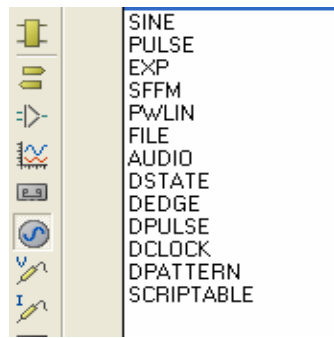 SINE
PULSE
EXP
SFFM
PWLIN
FILE
AUDIO
DSTATE
DEDGE
DPULSE
DCLOCK
DPATTERN
SCRIPTABLE
V
I